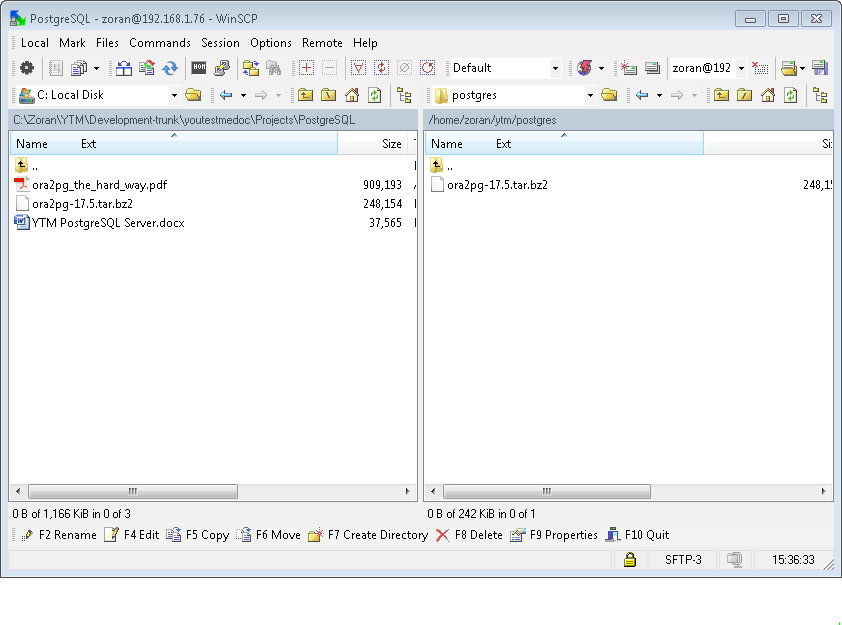 PostgreSQL - zoran@192.168.1.76 - WinSCP
Local Mark Files Commands Session Options Remote Help
Default zoran@192
C: Local Disk postgres
C:\Zoran\YTM\Development-trunk\youtestmedoc\Projects\PostgreSQL /home/zoran/ytm/postgres
Name Ext Size Name Ext
.. ..
ora2pg_the_hard_way.pdf 909,193 ora2pg-17.5.tar.bz2
ora2pg-17.5.tar.bz2 248,154
YTM PostgreSQL Server.docx 37,565
0 B of 1,166 KiB in 0 of 3 0 B of 242 KiB in 0 of 1
F2 Rename F4 Edit F5 Copy F6 Move F7 Create Directory F8 Delete F9 Properties F10 Quit
SFTP-3 15:36:33